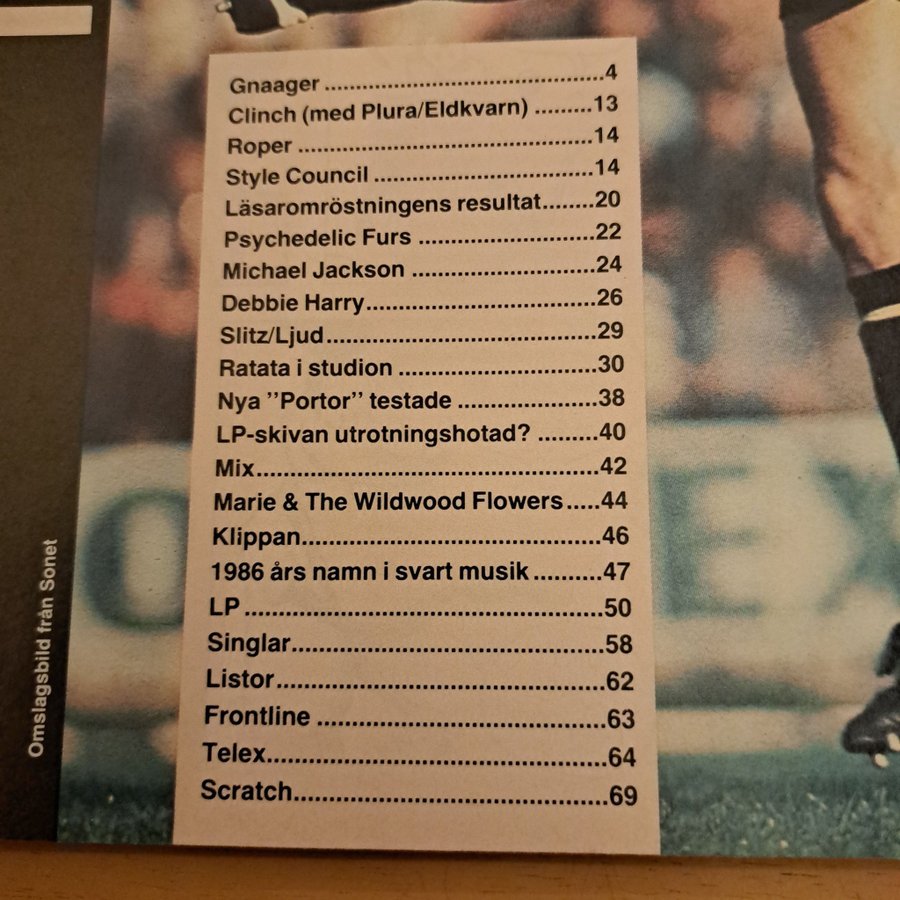 Gnaager ........4
Clinch (med Plura/Eldkvarn) .........13
Roper ........14
Style Council ........14
Läsaromröstningens resultat........20
Psychedelic Furs ........22
Michael Jackson ........24
Debbie Harry........26
Slitz/Ljud........29
Ratata i studion ........30
Nya ”Portor” testade ........38
LP-skivan utrotningshotad? .........40
Mix........42
Marie & The Wildwood Flowers.....44
Klippan........46
1986 års namn i svart musik ..........47
LP ........50
Singlar........58
Listor........62
Frontline ........63
Telex........64
Scratch........69
Omslagsbild från Sonet